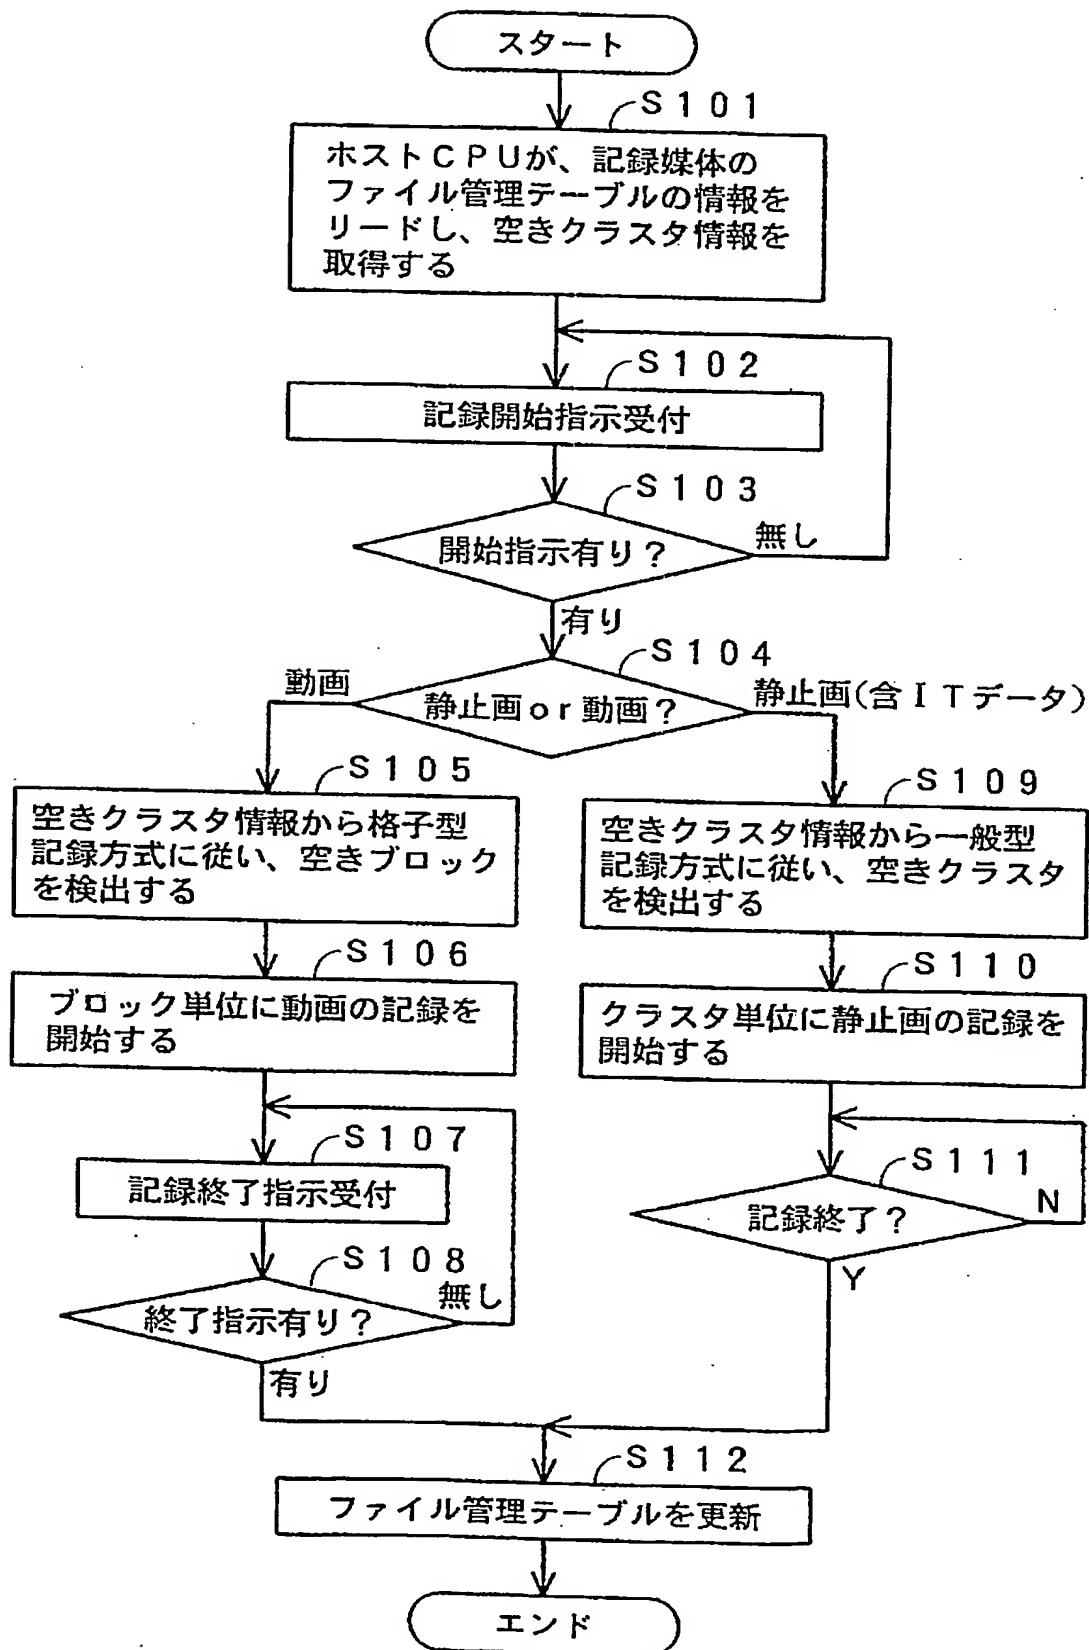 スタート
S101
ホストCPUが、記録媒体の
ファイル管理テーブルの情報を
リードし、空きクラスタ情報を
取得する
S102
記録開始指示受付
S103
開始指示有り?
無し
有り
S104
静止画or動画?
動画
静止画(含ITデータ)
S105
空きクラスタ情報から格子型
記録方式に従い、空きブロック
を検出する
S106
ブロック単位に動画の記録を
開始する
S107
記録終了指示受付
S108
終了指示有り?
無し
有り
S109
空きクラスタ情報から一般型
記録方式に従い、空きクラスタ
を検出する
S110
クラスタ単位に静止画の記録を
開始する
S111
記録終了?
N
Y
S112
ファイル管理テーブルを更新
エンド